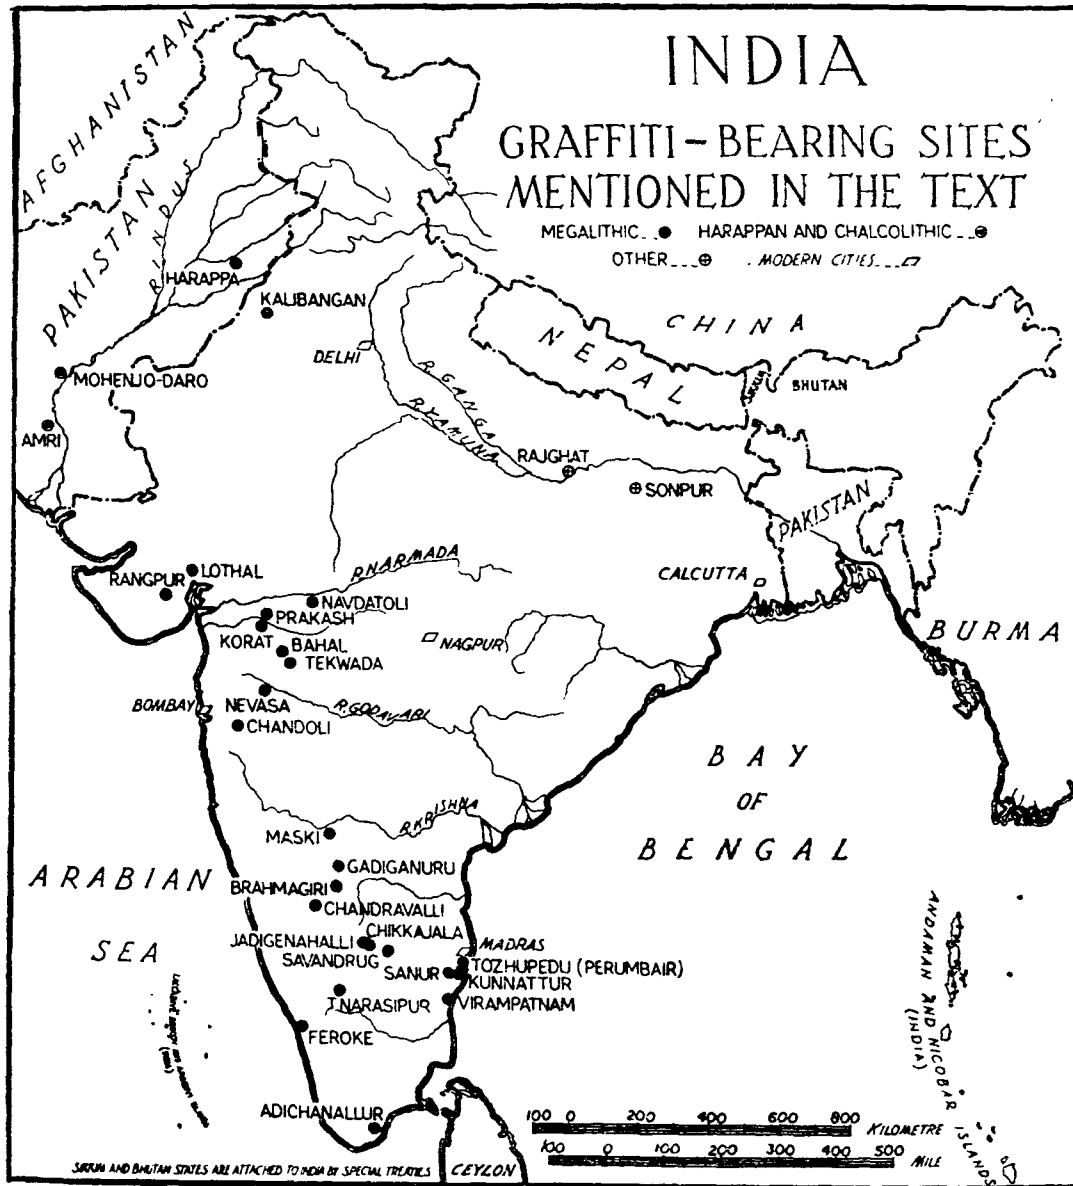 INDIA
GRAFFITI-BEARING SITES
MENTIONED IN THE TEXT
MEGALITHIC HARAPPAN AND CHALCOLITHIC
OTHER MODERN CITIES
AFGHANISTAN
PAKISTAN
R. INDUS
HARAPPA
KALIBANGAN
CHINA
NEPAL
SIKKIM
BHUTAN
DELHI
R. GANGA
R. YAMUNA
MOHENJO-DARO
AMRI
RAJGHAT
SONPUR
PAKISTAN
LOTHAL
RANGPUR
R.NARMADA
NAVDATOLI
PRAKASH
KORAT
BAHAL
TEKWADA
NAGPUR
CALCUTTA
BURMA
NEVASA
BOMBAY
CHANDOLI
R.GODAVARI
BAY
OF
BENGAL
MASKI
R.KRISHNA
GADIGANURU
BRAHMAGIRI
CHANDRAVALLI
CHIKKAJALA
JADIGENAHALLI
SAVANDRUG
MADRAS
TOZHUPEDU (PERUMBAIR)
SANUR
KUNNATTUR
VIRAMPATNAM
T.NARASIPUR
FEROKE
ADICHANALLUR
ARABIAN
SEA
(INDIA)
ANDAMAN AND NICOBAR ISLANDS
(INDIA)
100 0 200 400 600 800 KILOMETRE
100 0 100 200 300 400 500 MILE
SIKKIM AND BHUTAN STATES ARE ATTACHED TO INDIA BY SPECIAL TREATIES
CEYLON